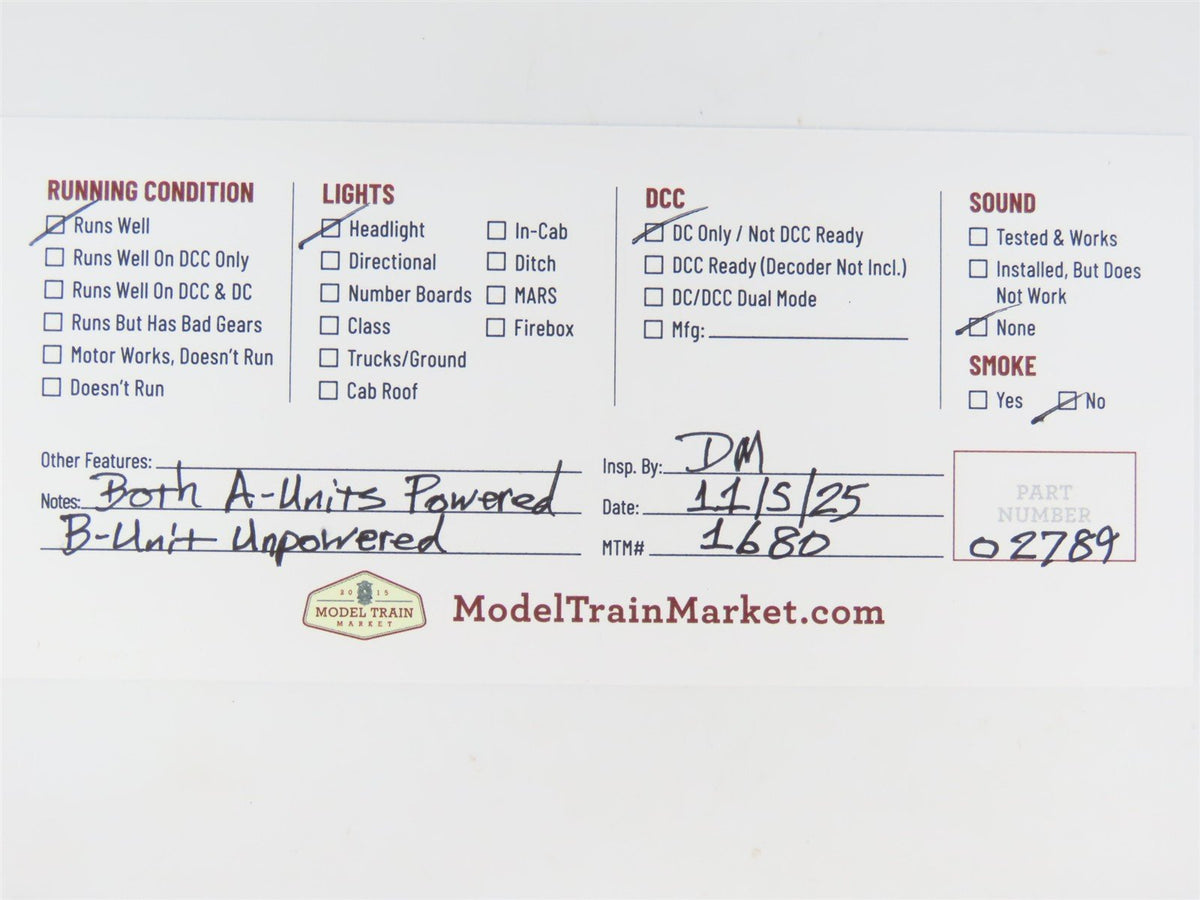 RUNNING CONDITION
Runs Well
Runs Well On DCC Only
Runs Well On DCC & DC
Runs But Has Bad Gears
Motor Works, Doesn't Run
Doesn't Run
LIGHTS
Headlight
Directional
Number Boards
Class
Trucks/Ground
Cab Roof
In-Cab
Ditch
MARS
Firebox
DCC
DC Only / Not DCC Ready
DCC Ready (Decoder Not Incl.)
DC/DCC Dual Mode
Mfg:
SOUND
Tested & Works
Installed, But Does
Not Work
None
SMOKE
Yes No
Other Features:
Notes: Both A-Units Powered
B-Unit Unpowered
Insp. By: DM
Date: 11/5/25
MTM# 1680
PART
NUMBER
02789
2015
MODEL TRAIN
MARKET
ModelTrainMarket.com